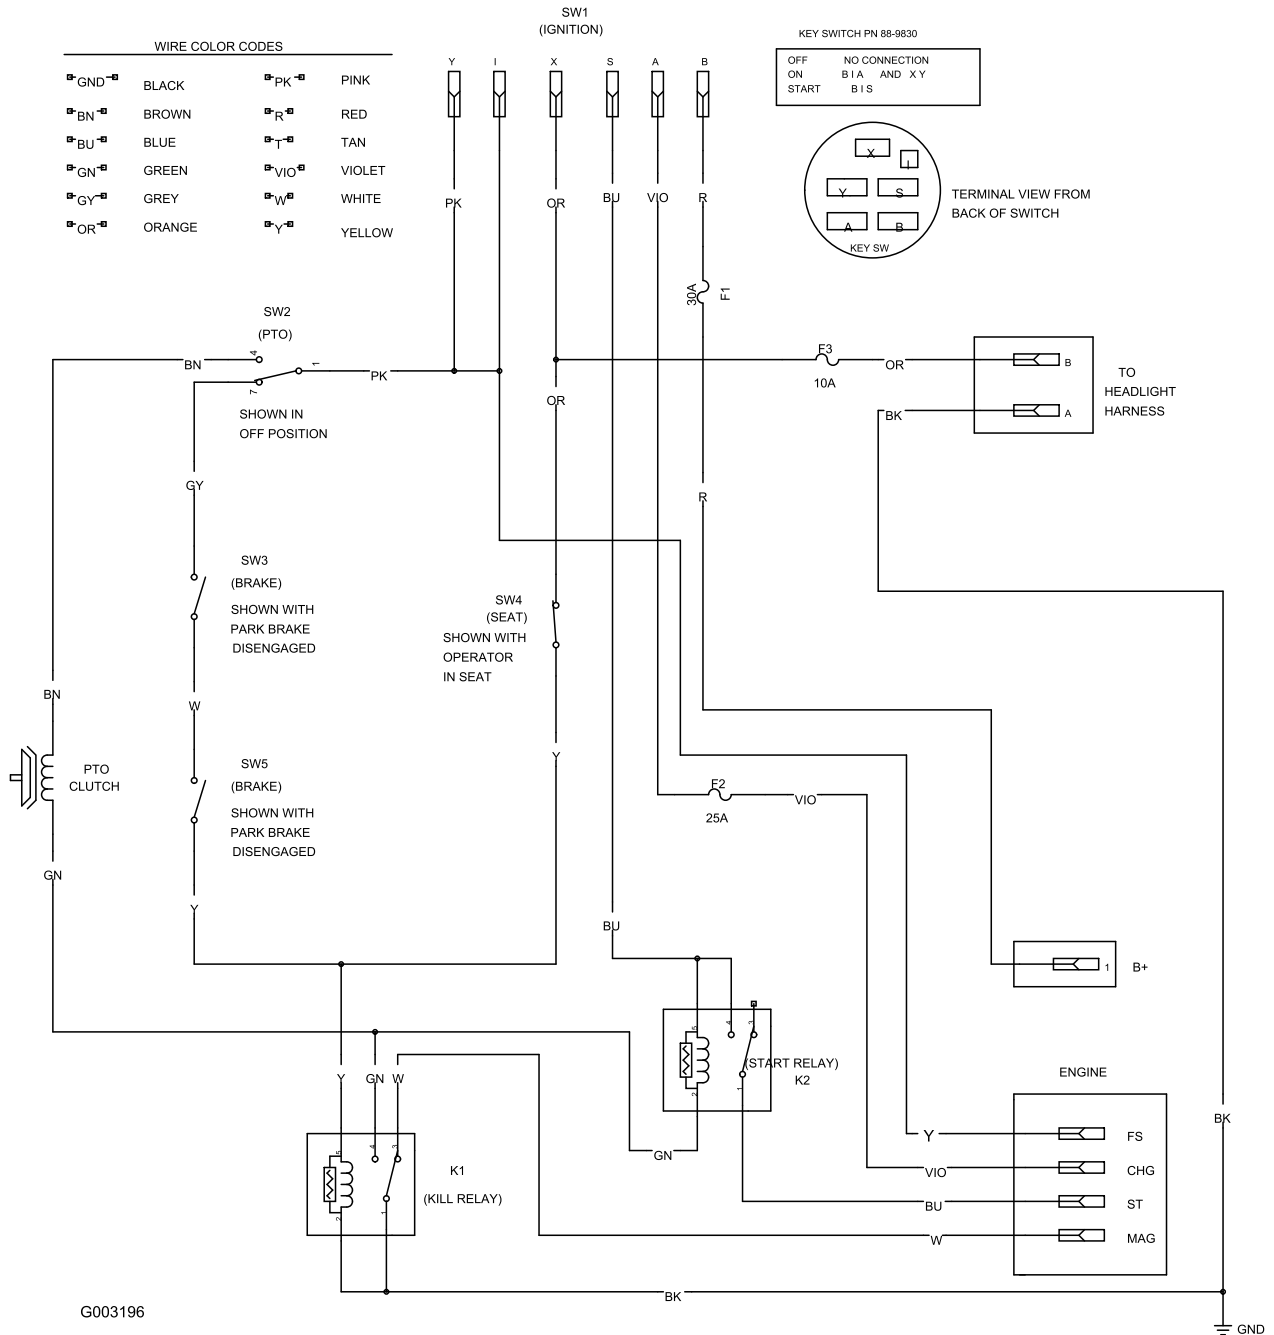 SW1
(IGNITION)
WIRE COLOR CODES
GND BLACK PK PINK
BN BROWN R RED
BU BLUE T TAN
GN GREEN VIO VIOLET
GY GREY W WHITE
OR ORANGE Y YELLOW
Y I X S A B
KEY SWITCH PN 88-9830
OFF NO CONNECTION
ON B I A AND X Y
START B I S
X
I
Y S
A B
KEY SW
TERMINAL VIEW FROM
BACK OF SWITCH
PK OR BU VIO R
30A F1
SW2
(PTO)
4
1
7
BN
PK
SHOWN IN
OFF POSITION
OR
F3
10A
OR
B
BK
A
TO
HEADLIGHT
HARNESS
GY
R
SW3
(BRAKE)
SHOWN WITH
PARK BRAKE
DISENGAGED
SW4
(SEAT)
SHOWN WITH
OPERATOR
IN SEAT
BN
W
Y
PTO
CLUTCH
SW5
(BRAKE)
SHOWN WITH
PARK BRAKE
DISENGAGED
F2
25A
VIO
GN
Y
BU
1
B+
5 4 3
2 1
(START RELAY)
K2
Y GN W
5 4 3
2 1
K1
(KILL RELAY)
GN
ENGINE
Y FS
VIO CHG
BU ST
W MAG
BK
BK
GND
G003196